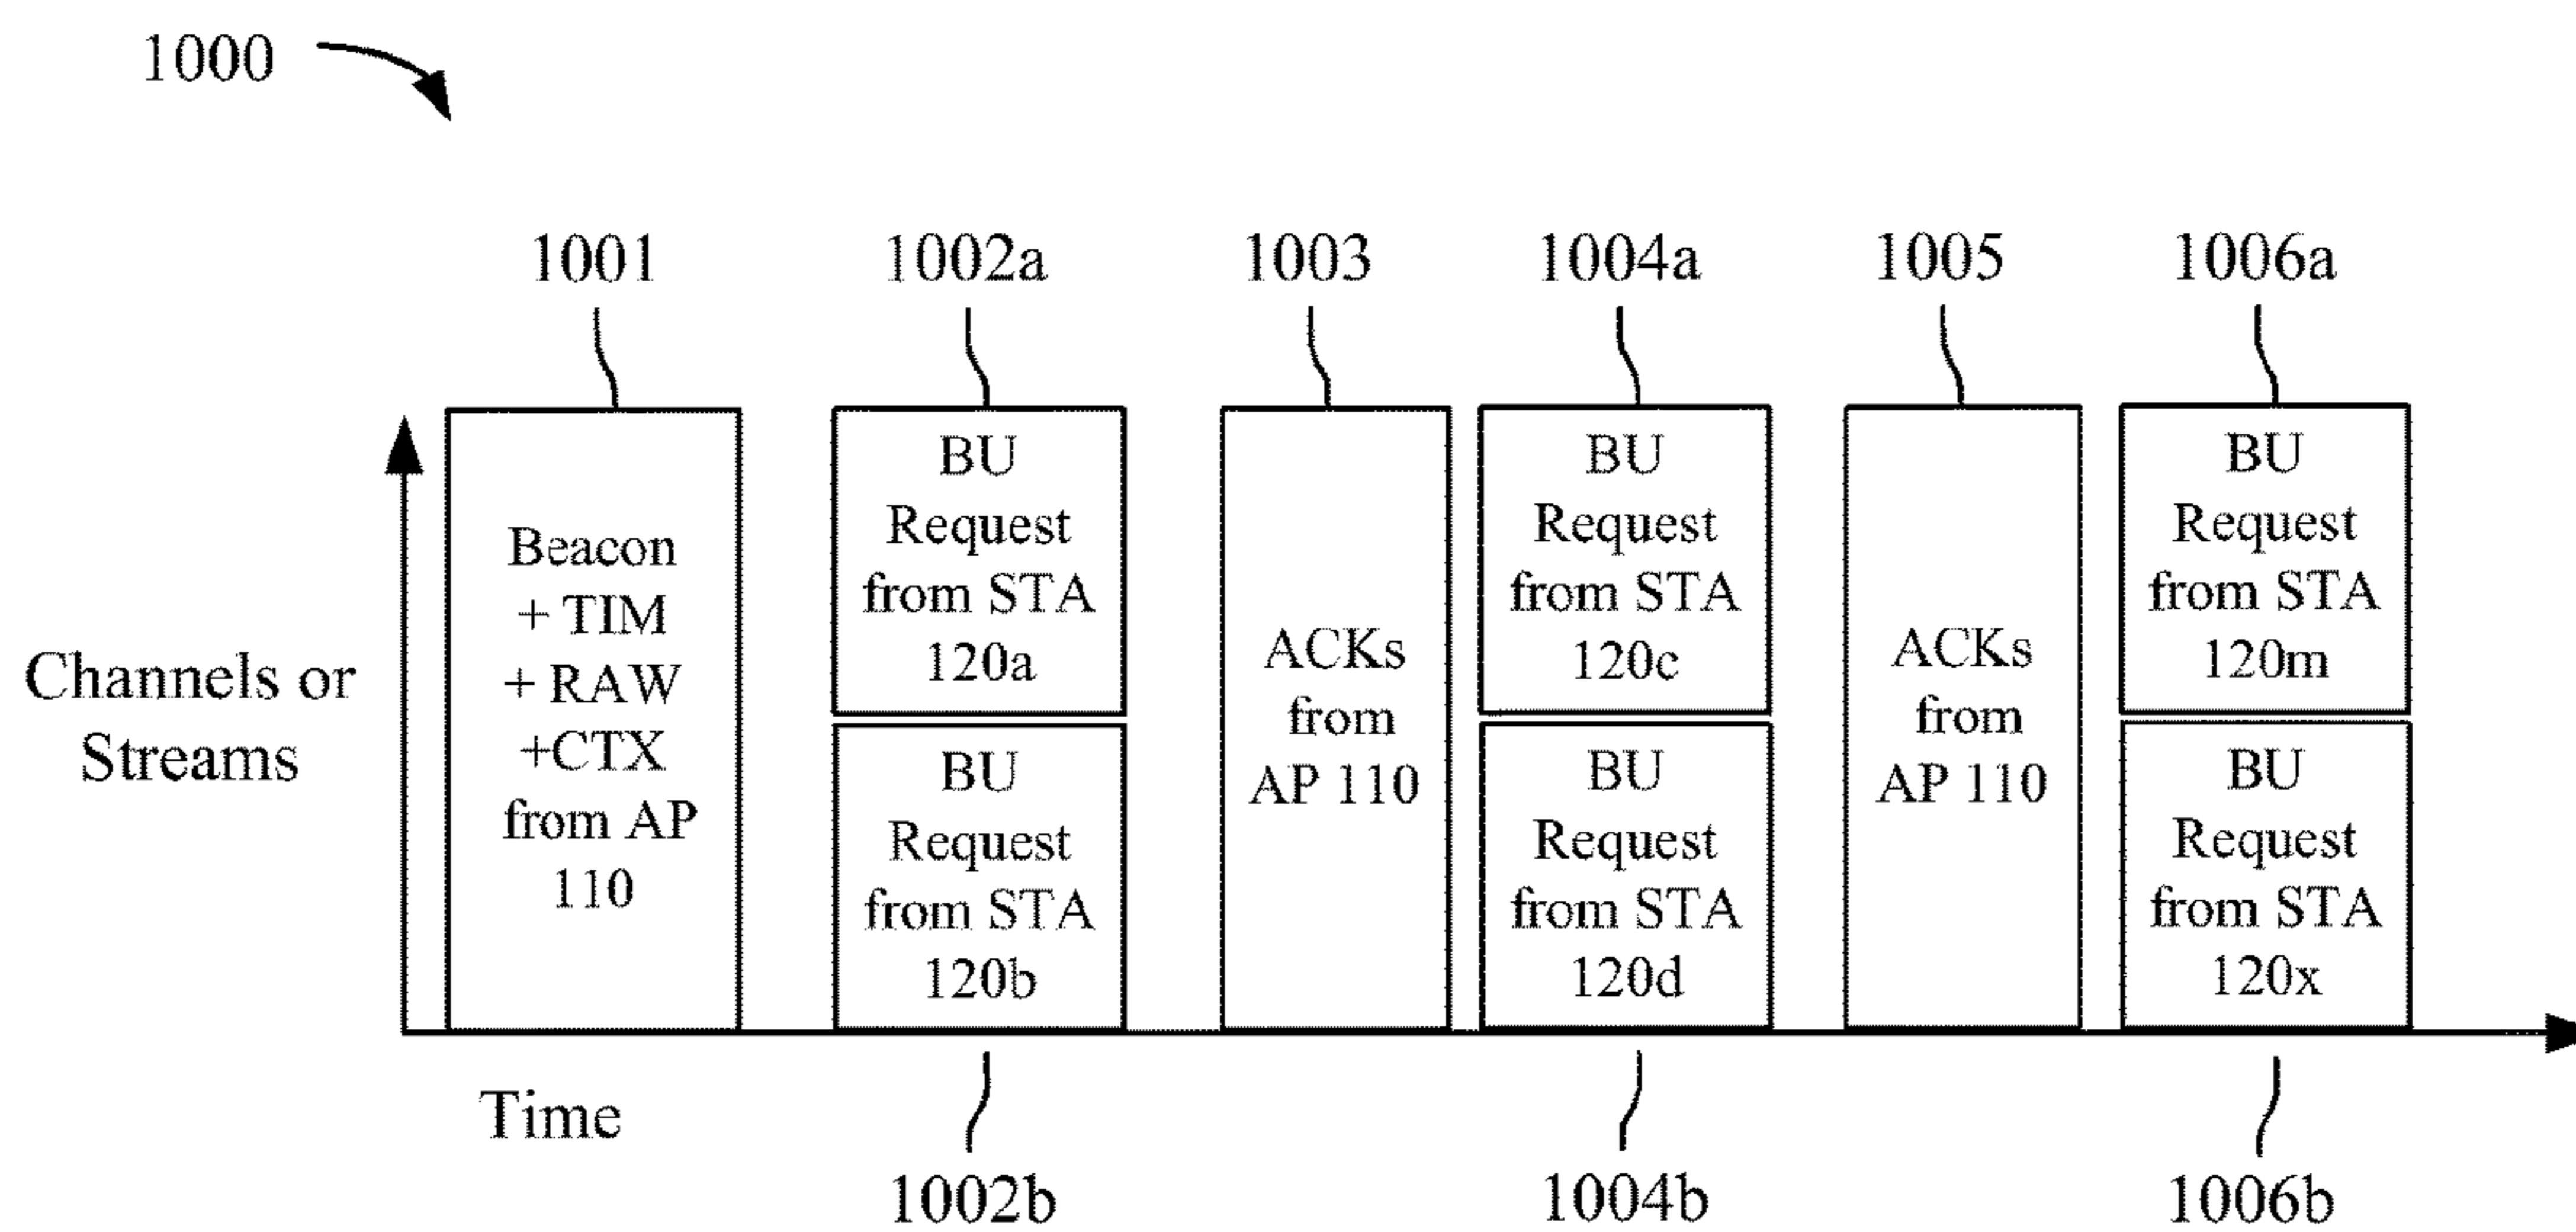 1000
1001
1002a
1003
1004a
1005
1006a
Channels or
Streams
Beacon
+ TIM
+ RAW
+CTX
from AP
110
BU
Request
from STA
120a
BU
Request
from STA
120b
ACKs
from
AP 110
BU
Request
from STA
120c
BU
Request
from STA
120d
ACKs
from
AP 110
BU
Request
from STA
120m
BU
Request
from STA
120x
Time
1002b
1004b
1006b